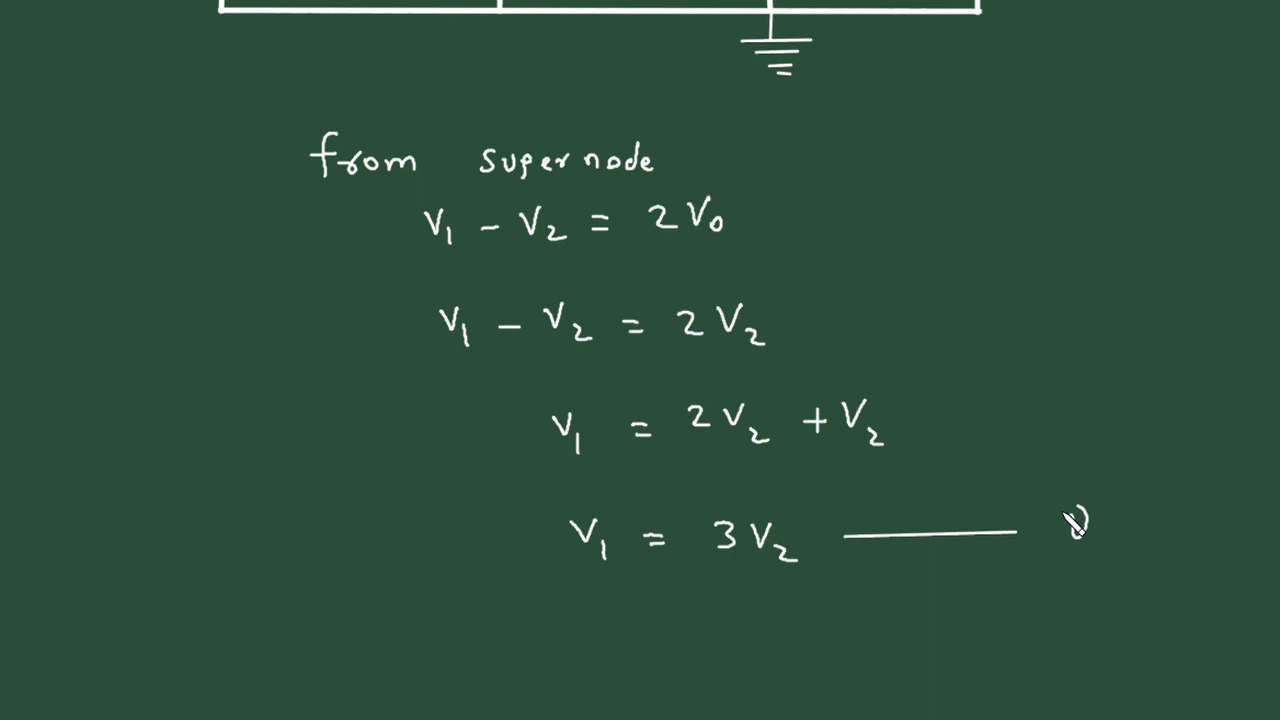 from supernode
V₁ - V₂ = 2V₀
V₁ - V₂ = 2V₂
V₁ = 2V₂ + V₂
V₁ = 3V₂